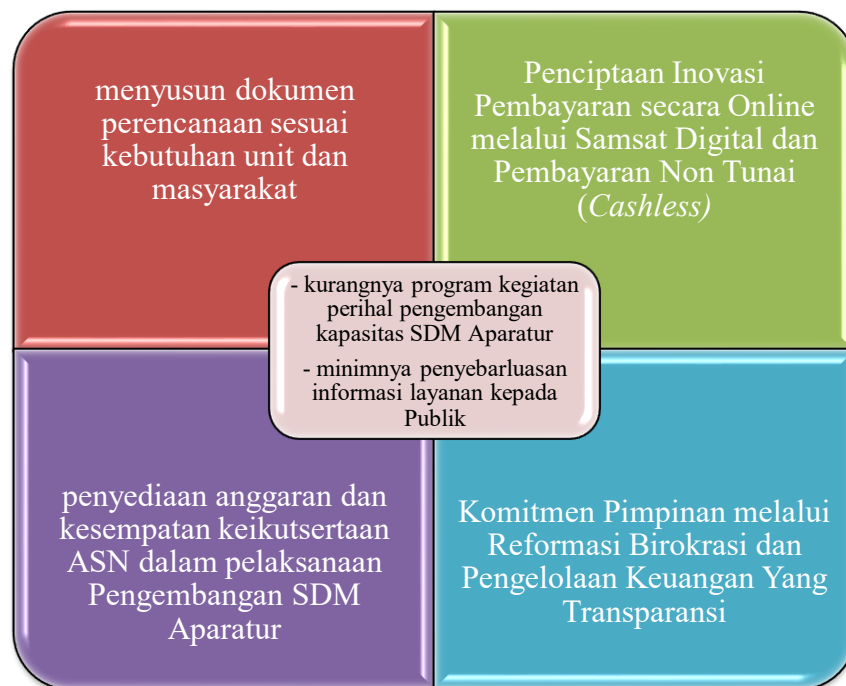 menyusun dokumen
perencanaan sesuai
kebutuhan unit dan
masyarakat
Penciptaan Inovasi
Pembayaran secara Online
melalui Samsat Digital dan
Pembayaran Non Tunai
(Cashless)
- kurangnya program kegiatan
perihal pengembangan
kapasitas SDM Aparatur
- minimnya penyebarluasan
informasi layanan kepada
Publik
penyediaan anggaran dan
kesempatan keikutsertaan
ASN dalam pelaksanaan
Pengembangan SDM
Aparatur
Komitmen Pimpinan melalui
Reformasi Birokrasi dan
Pengelolaan Keuangan Yang
Transparansi